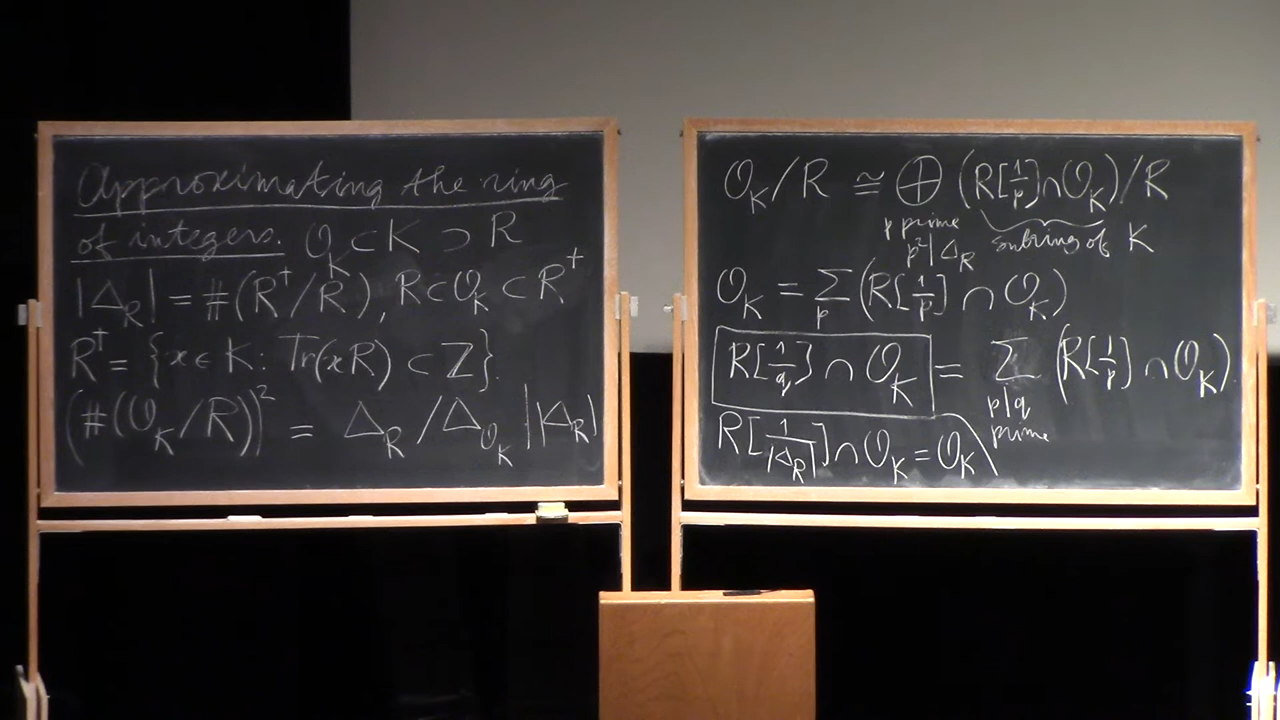 Approximating the ring
of integers. O_K ⊂ K ⊃ R
|Δ_R| = #(R†/R), R ⊂ O_K ⊂ R†
R† = {x ∈ K : Tr(xR) ⊂ Z}.
(#(O_K/R))² = Δ_R / Δ_{O_K} | |Δ_R|
O_K/R ≅ ⊕ (R[1/p] ∩ O_K)/R
p prime
p²|Δ_R subring of K
O_K = Σ_p (R[1/p] ∩ O_K)
R[1/q] ∩ O_K = Σ (R[1/p] ∩ O_K)
p|q
prime
R[1/|Δ_R|] ∩ O_K = O_K